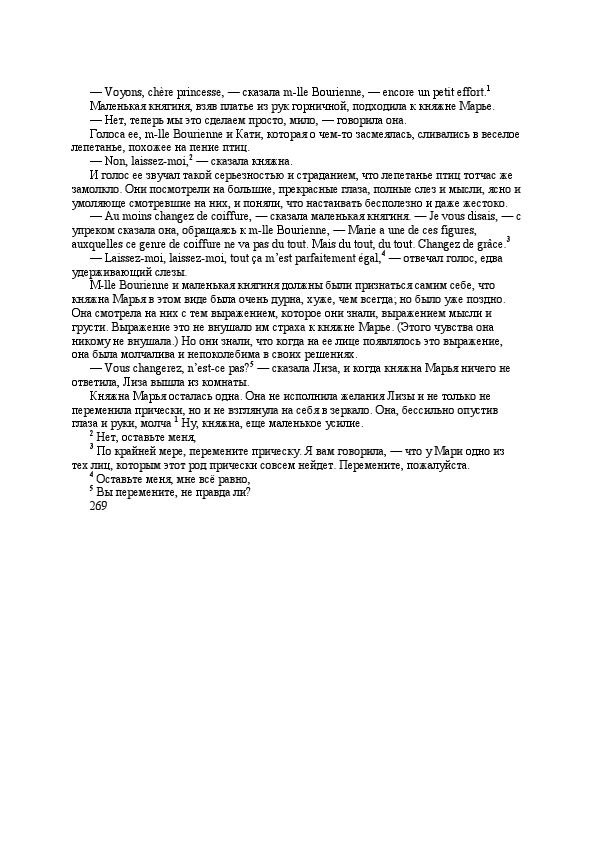 — Voyons, chère princesse, — сказала m-lle Bourienne, — encore un petit effort.1
Маленькая княгиня, взяв платье из рук горничной, подходила к княжне Марье.
— Нет, теперь мы это сделаем просто, мило, — говорила она.
Голоса ее, m-lle Bourienne и Кати, которая о чем-то засмеялась, сливались в веселое
лепетанье, похожее на пение птиц.
— Non, laissez-moi,2 — сказала княжна.
И голос ее звучал такой серьезностью и страданием, что лепетанье птиц тотчас же
замолкло. Они посмотрели на большие, прекрасные глаза, полные слез и мысли, ясно и
умоляюще смотревшие на них, и поняли, что настаивать бесполезно и даже жестоко.
— Au moins changez de coiffure, — сказала маленькая княгиня. — Je vous disais, — с
упреком сказала она, обращаясь к m-lle Bourienne, — Marie a une de ces figures,
auxquelles ce genre de coiffure ne va pas du tout. Mais du tout, du tout. Changez de grâce.3
— Laissez-moi, laissez-moi, tout ça m’est parfaitement égal,4 — отвечал голос, едва
удерживающий слезы.
M-lle Bourienne и маленькая княгиня должны были признаться самим себе, что
княжна Марья в этом виде была очень дурна, хуже, чем всегда; но было уже поздно.
Она смотрела на них с тем выражением, которое они знали, выражением мысли и
грусти. Выражение это не внушало им страха к княжне Марье. (Этого чувства она
никому не внушала.) Но они знали, что когда на ее лице появлялось это выражение,
она была молчалива и непоколебима в своих решениях.
— Vous changerez, n’est-ce pas?5 — сказала Лиза, и когда княжна Марья ничего не
ответила, Лиза вышла из комнаты.
Княжна Марья осталась одна. Она не исполнила желания Лизы и не только не
переменила прически, но и не взглянула на себя в зеркало. Она, бессильно опустив
глаза и руки, молча 1 Ну, княжна, еще маленькое усилие.
2 Нет, оставьте меня,
3 По крайней мере, перемените прическу. Я вам говорила, — что у Мари одно из
тех лиц, которым этот род прически совсем нейдет. Перемените, пожалуйста.
4 Оставьте меня, мне всё равно,
5 Вы перемените, не правда ли?
269